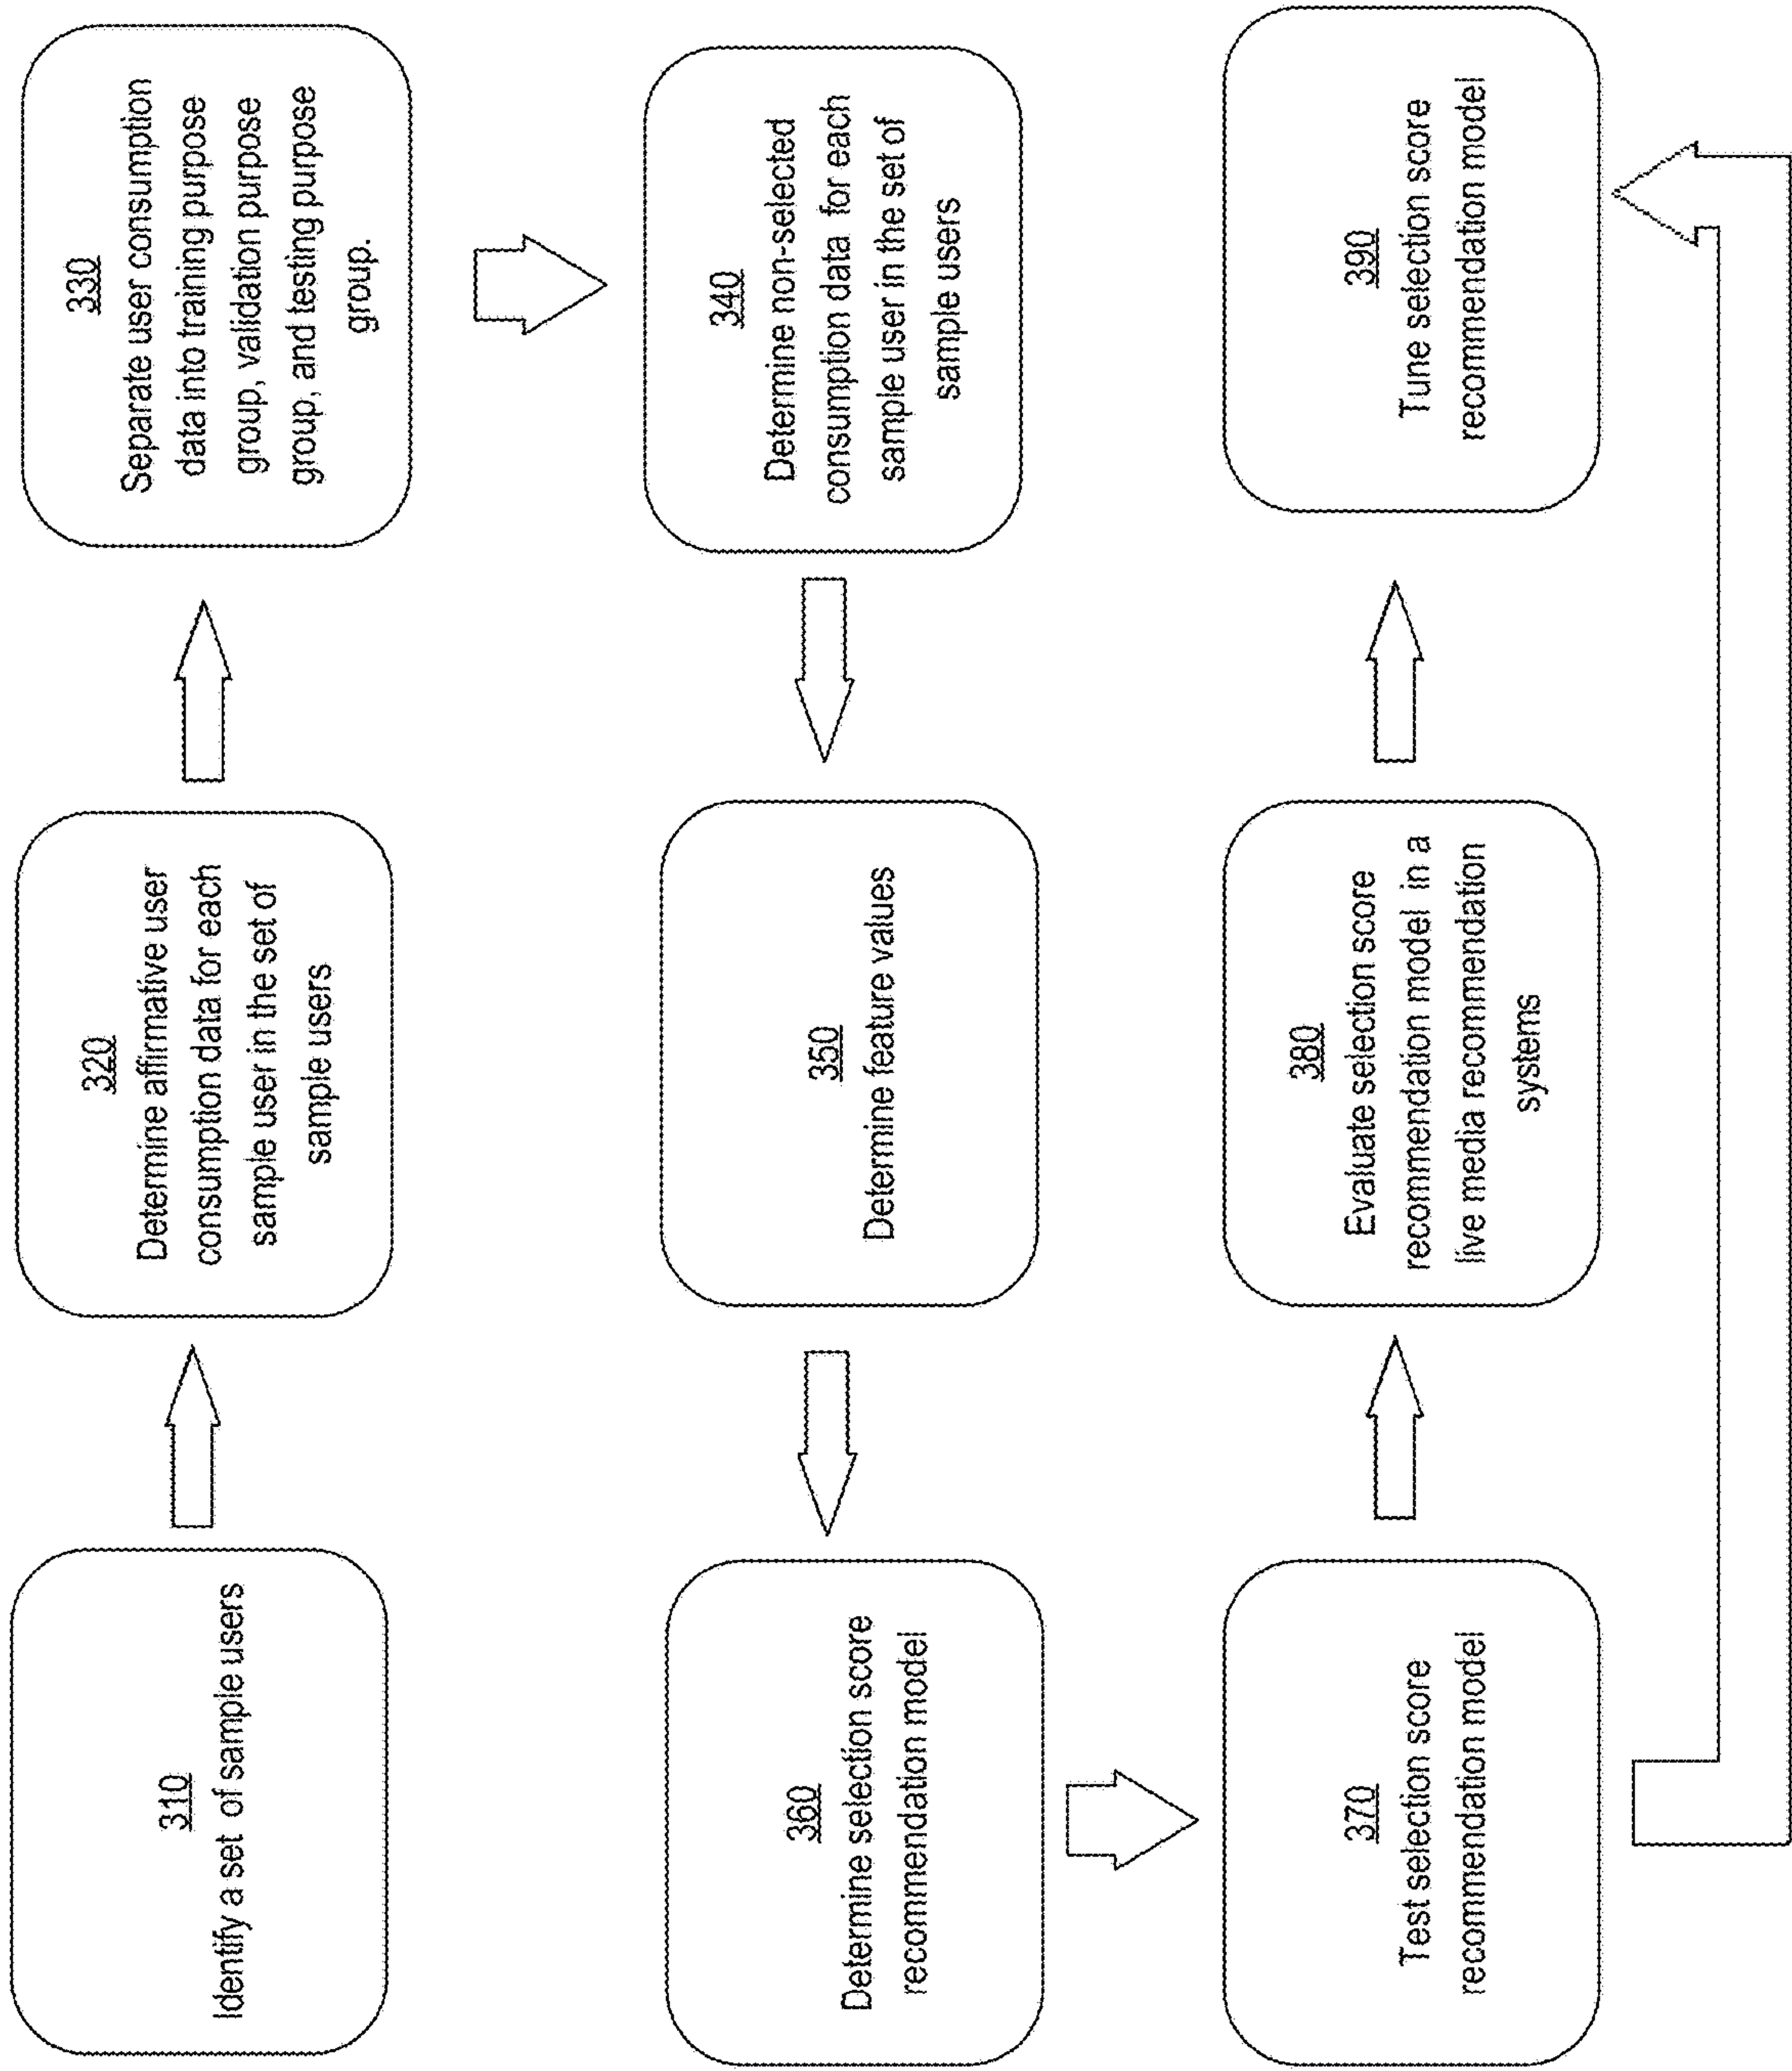 310
Identify a set of sample users
320
Determine affirmative user
consumption data for each
sample user in the set of
sample users
330
Separate user consumption
data into training purpose
group, validation purpose
group, and testing purpose
group.
340
Determine non-selected
consumption data for each
sample user in the set of
sample users
350
Determine feature values
360
Determine selection score
recommendation model
370
Test selection score
recommendation model
380
Evaluate selection score
recommendation model in a
live media recommendation
systems
390
Tune selection score
recommendation model